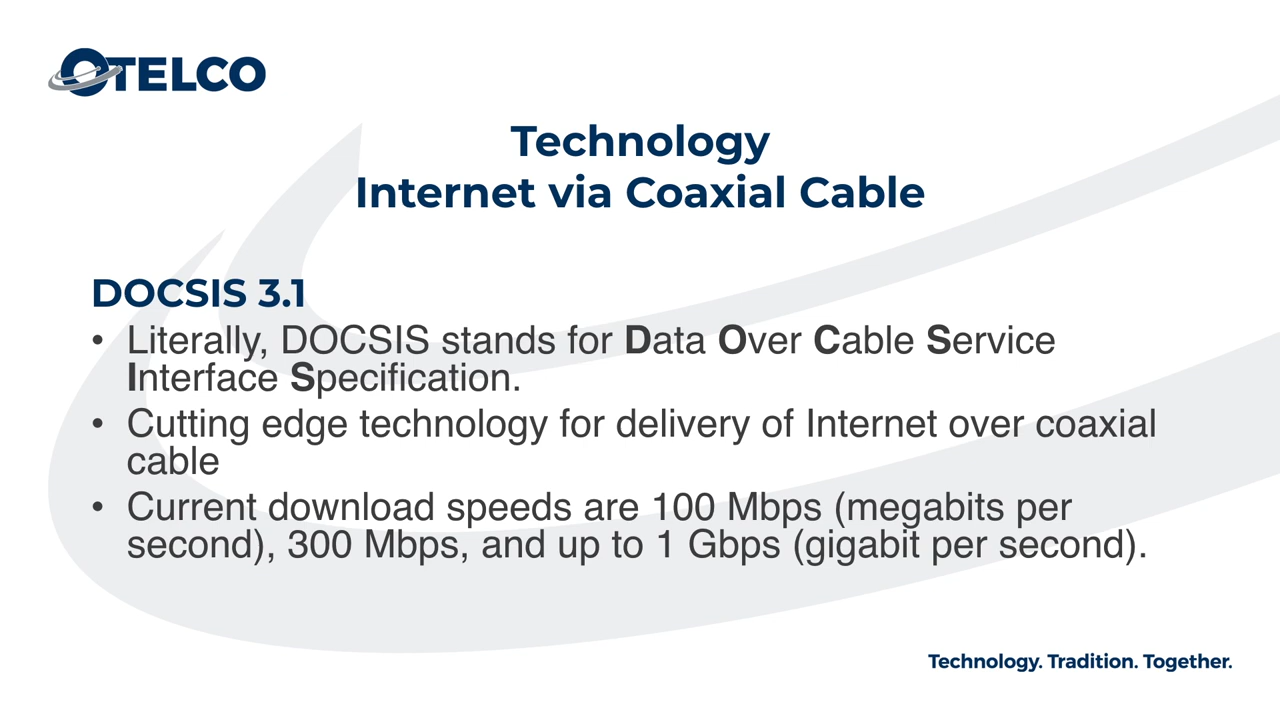 OTELCO
Technology
Internet via Coaxial Cable
DOCSIS 3.1
• Literally, DOCSIS stands for Data Over Cable Service
Interface Specification.
• Cutting edge technology for delivery of Internet over coaxial
cable
• Current download speeds are 100 Mbps (megabits per
second), 300 Mbps, and up to 1 Gbps (gigabit per second).
Technology. Tradition. Together.